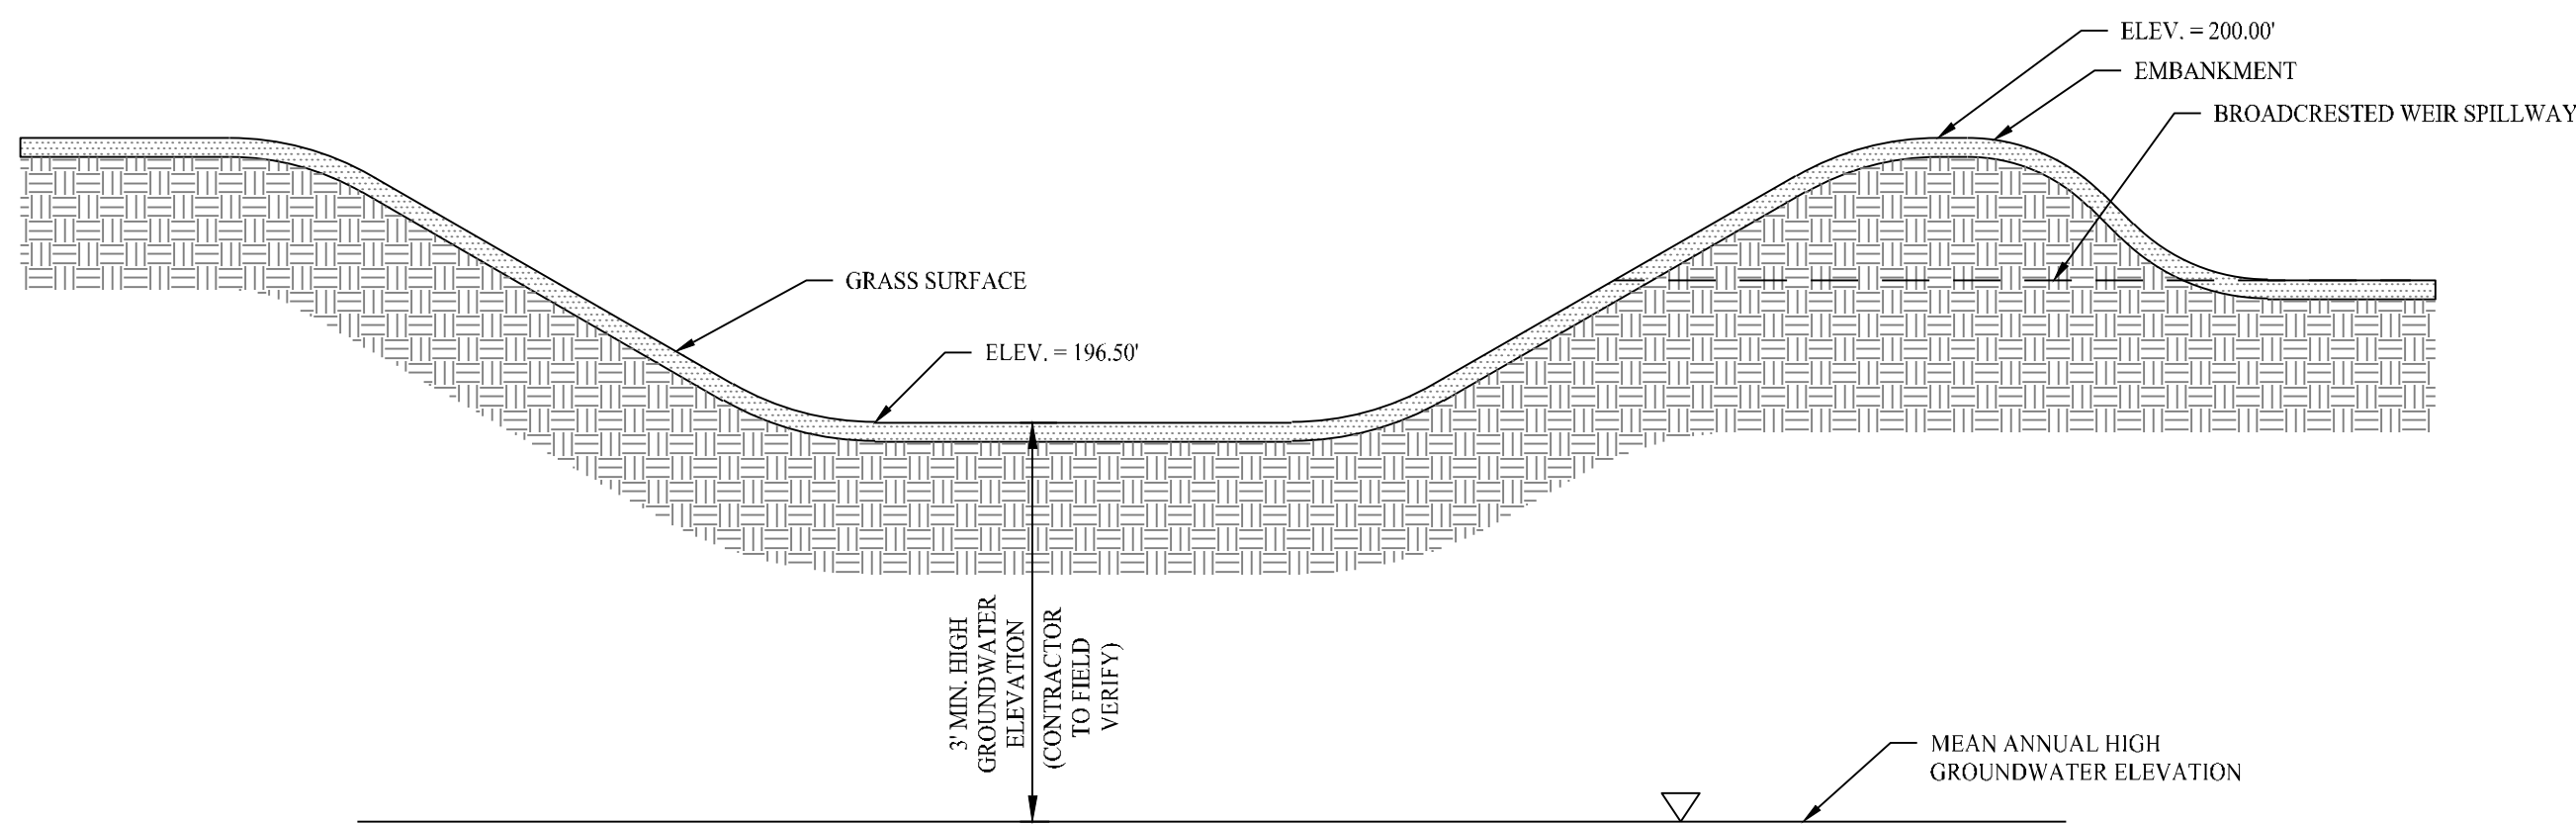 ELEV. = 200.00'
EMBANKMENT
BROADCRESTED WEIR SPILLWAY
GRASS SURFACE
ELEV. = 196.50'
3' MIN. HIGH
GROUNDWATER
ELEVATION
(CONTRACTOR
TO FIELD
VERIFY)
MEAN ANNUAL HIGH
GROUNDWATER ELEVATION